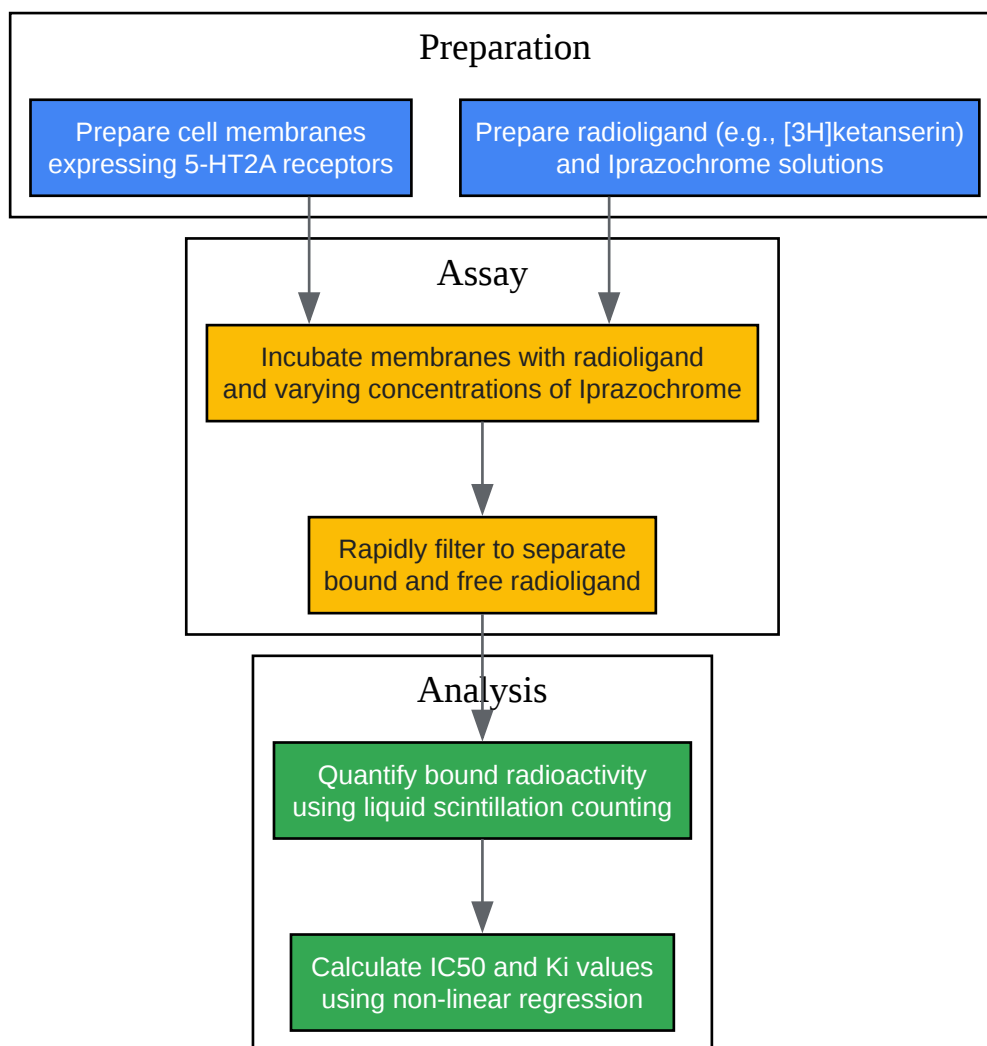 Preparation
Prepare cell membranes
expressing 5-HT2A receptors
Prepare radioligand (e.g., [3H]ketanserin)
and Iprazochrome solutions
Assay
Incubate membranes with radioligand
and varying concentrations of Iprazochrome
Rapidly filter to separate
bound and free radioligand
Analysis
Quantify bound radioactivity
using liquid scintillation counting
Calculate IC50 and Ki values
using non-linear regression